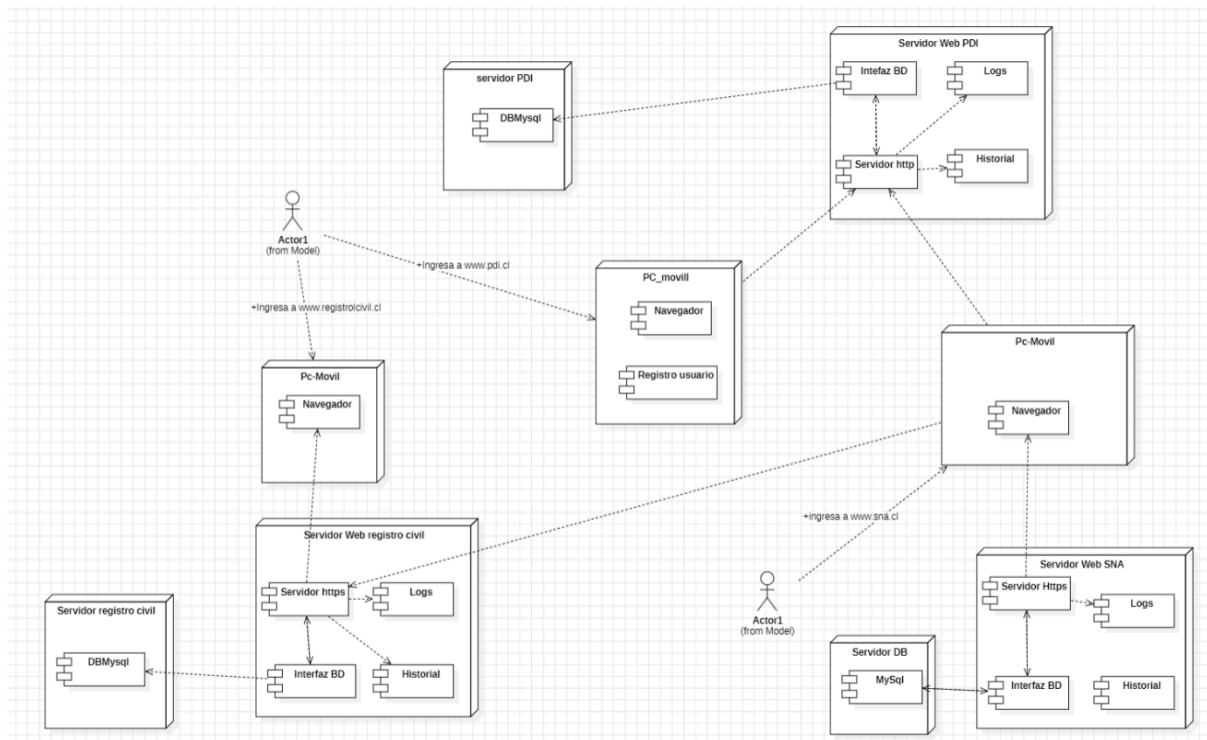 Servidor Web PDI
Intefaz BD
Logs
Servidor http
Historial
servidor PDI
DBMysql
Actor1
(from Model)
+Ingresa a www.pdi.cl
+Ingresa a www.registrolcivil.cl
PC_movill
Navegador
Registro usuario
Pc-Movil
Navegador
Pc-Movil
Navegador
+ingresa a www.sna.cl
Servidor Web registro civil
Servidor https
Logs
Interfaz BD
Historial
Servidor registro civil
DBMysql
Actor1
(from Model)
Servidor Web SNA
Servidor Https
Logs
Interfaz BD
Historial
Servidor DB
MySql